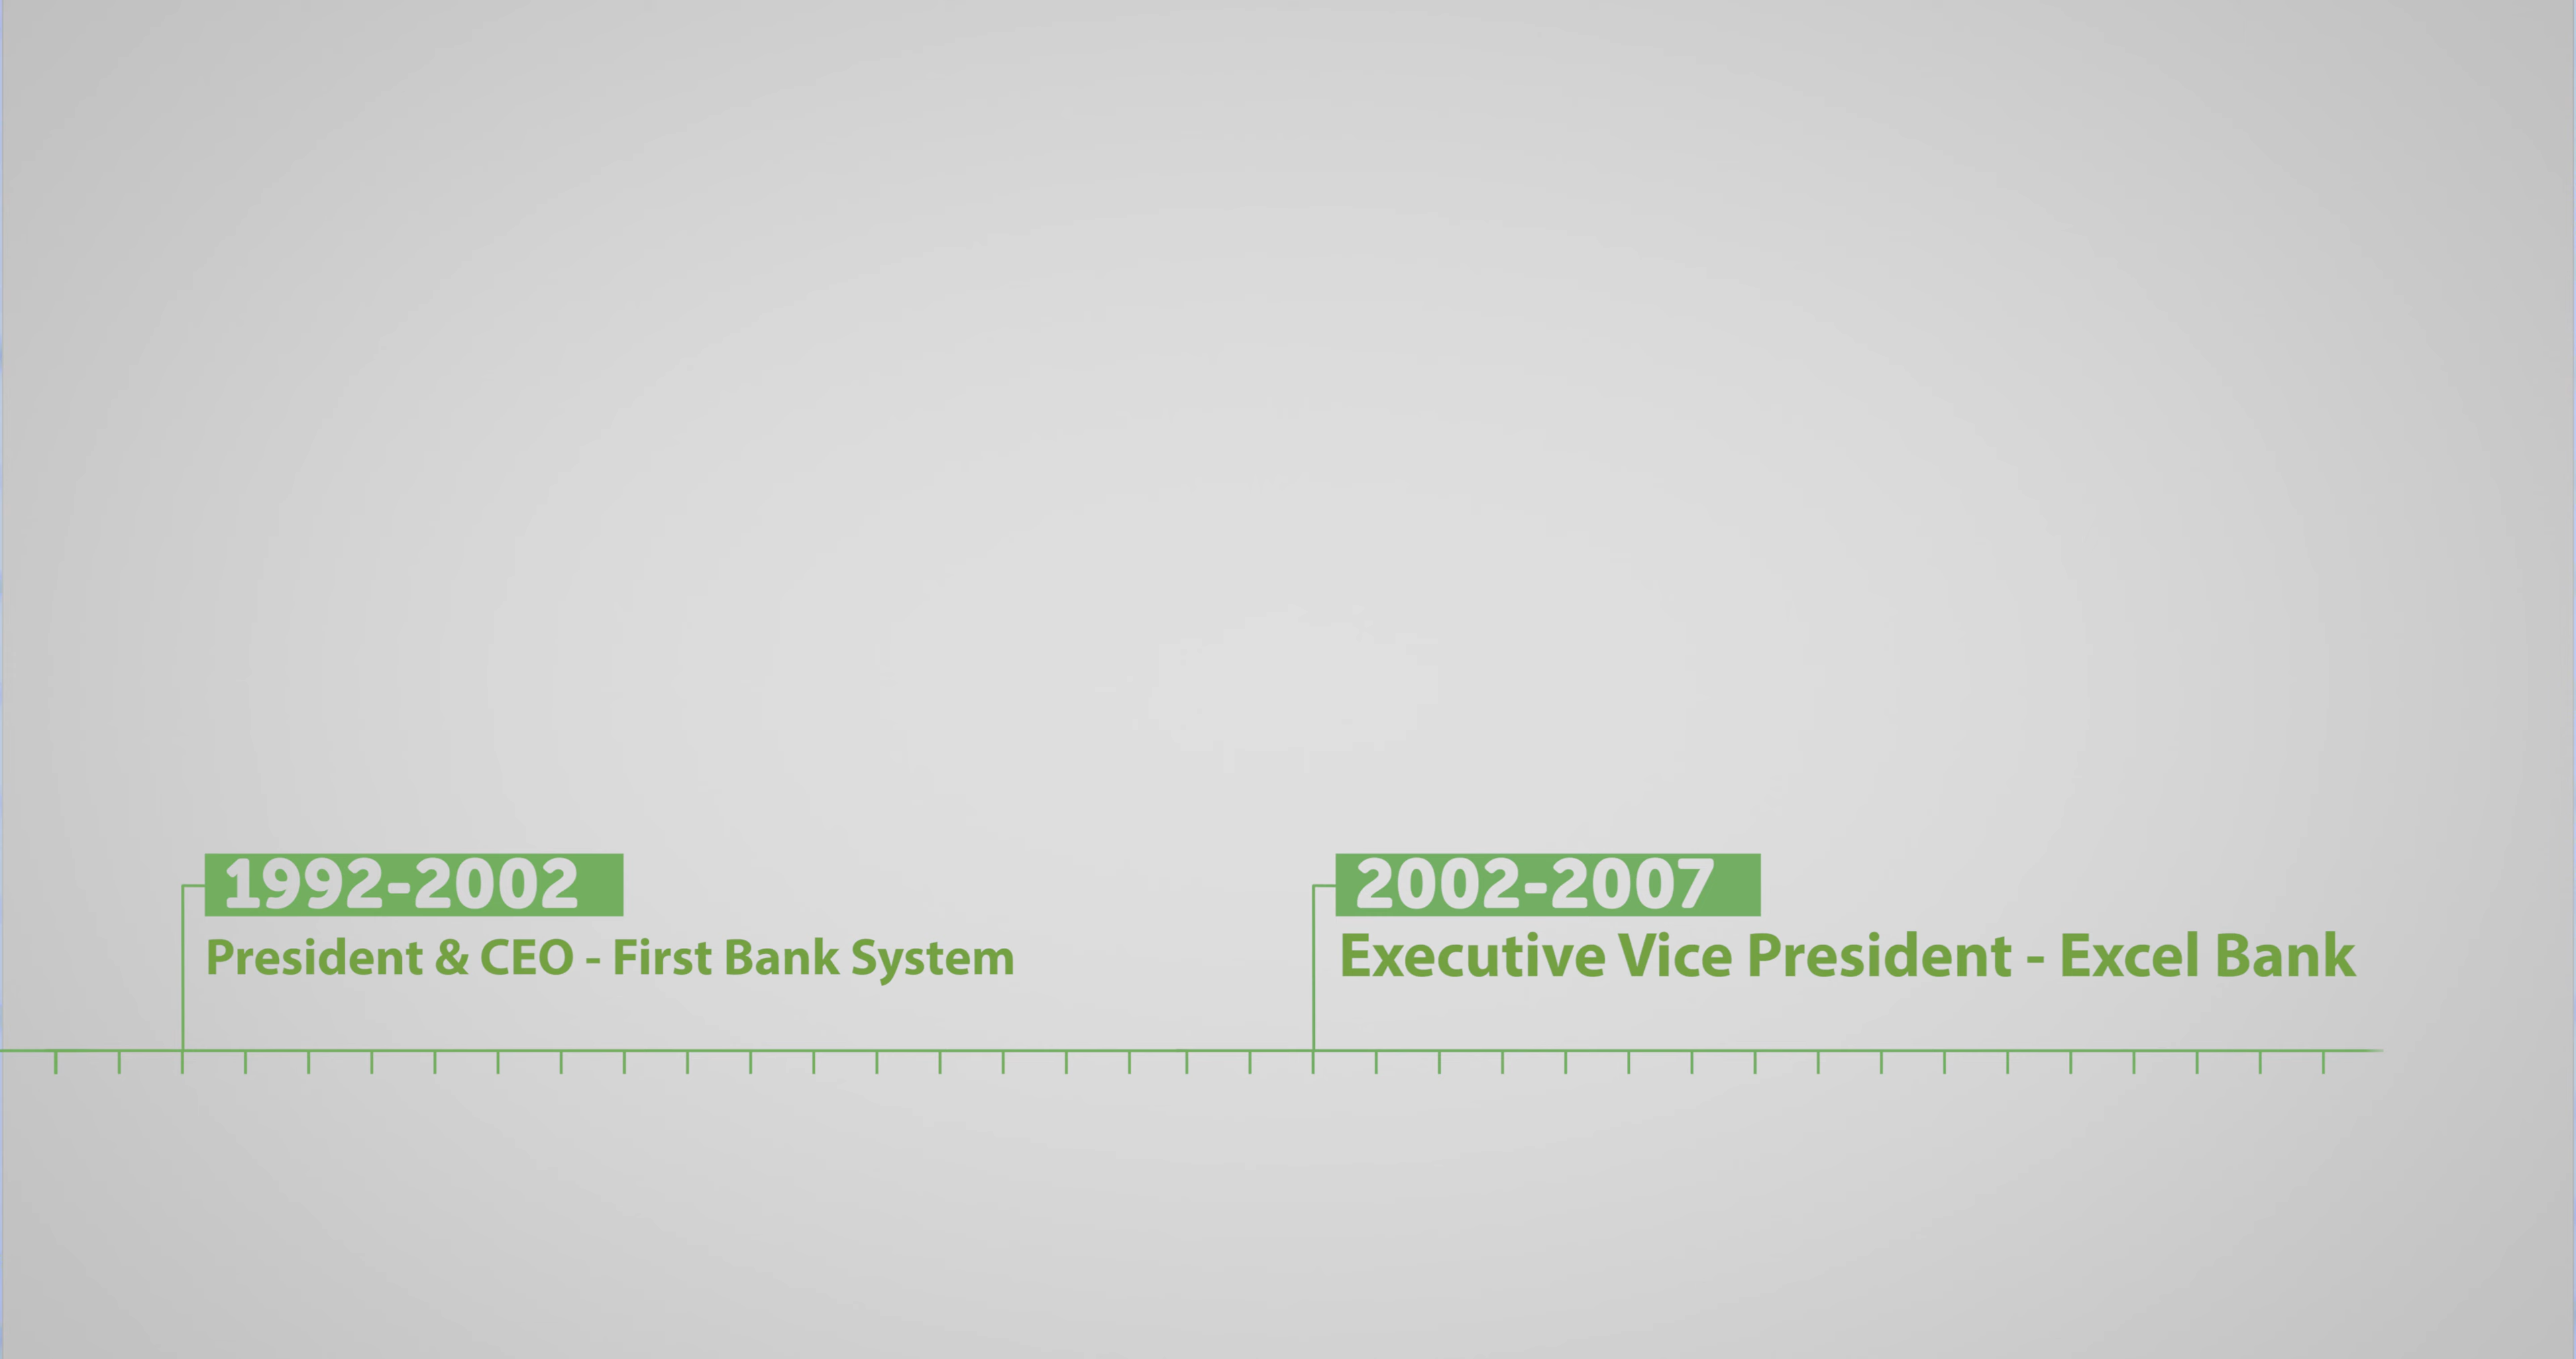 1992-2002
President & CEO - First Bank System
2002-2007
Executive Vice President - Excel Bank